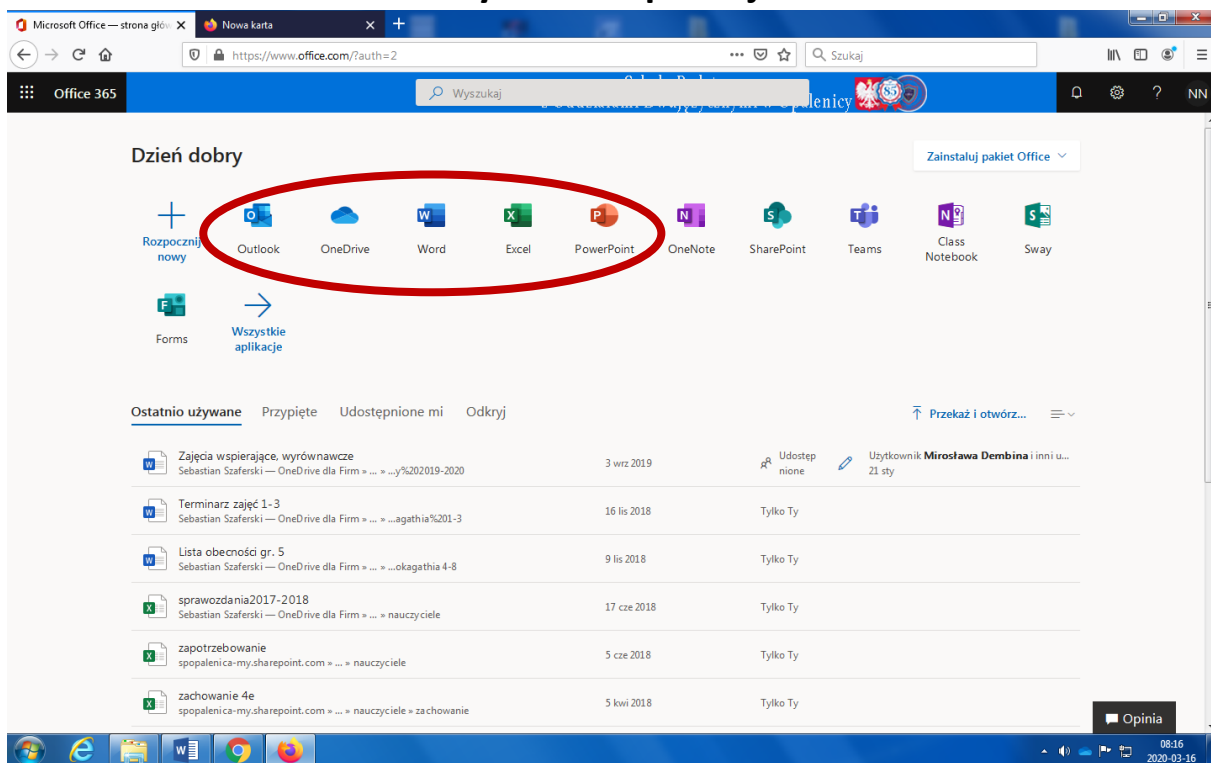 Microsoft Office — strona głów
Nowa karta
https://www.office.com/?auth=2
Szukaj
Office 365
Wyszukaj
z Oddziałami Dwujęzycznymi w Opalenicy
85
NN
Dzień dobry
Zainstaluj pakiet Office
Rozpocznij nowy
Outlook
OneDrive
Word
Excel
PowerPoint
OneNote
SharePoint
Teams
Class Notebook
Sway
Forms
Wszystkie aplikacje
Ostatnio używane Przypięte Udostępnione mi Odkryj
Przekaż i otwórz...
Zajęcia wspierające, wyrównawcze
Sebastian Szaferski — OneDrive dla Firm » ... » ...y%202019-2020
3 wrz 2019
Udostęp
nione
Użytkownik Mirosława Dembina i inni u...
21 sty
Terminarz zajęć 1-3
Sebastian Szaferski — OneDrive dla Firm » ... » ...agathia%201-3
16 lis 2018
Tylko Ty
Lista obecności gr. 5
Sebastian Szaferski — OneDrive dla Firm » ... » ...okagathia 4-8
9 lis 2018
Tylko Ty
sprawozdania2017-2018
Sebastian Szaferski — OneDrive dla Firm » ... » nauczyciele
17 cze 2018
Tylko Ty
zapotrzebowanie
spopalenica-my.sharepoint.com » ... » nauczyciele
5 cze 2018
Tylko Ty
zachowanie 4e
spopalenica-my.sharepoint.com » ... » nauczyciele » zachowanie
5 kwi 2018
Tylko Ty
Opinia
08:16
2020-03-16